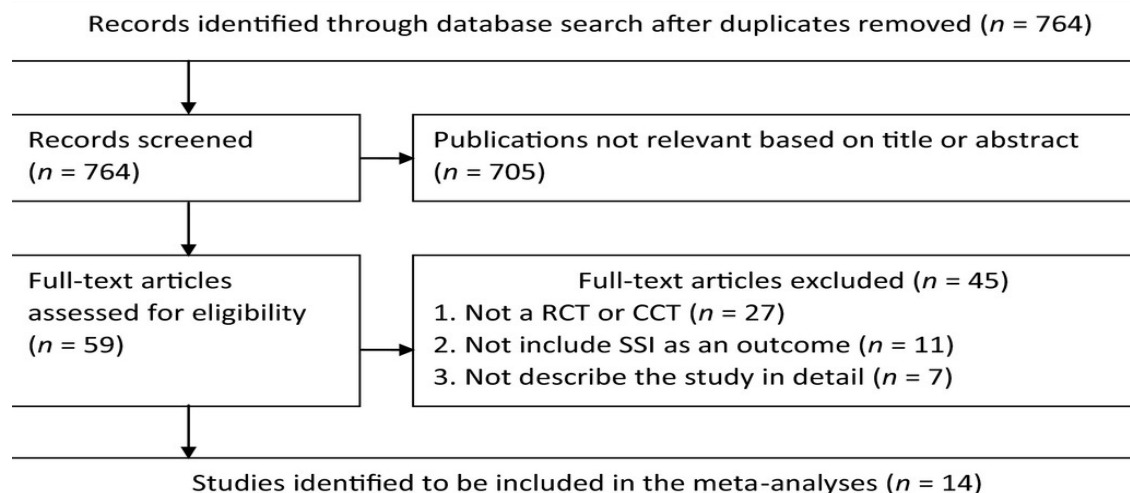 Records identified through database search after duplicates removed (n = 764)
Records screened
(n = 764)
Publications not relevant based on title or abstract
(n = 705)
Full-text articles
assessed for eligibility
(n = 59)
Full-text articles excluded (n = 45)
1. Not a RCT or CCT (n = 27)
2. Not include SSI as an outcome (n = 11)
3. Not describe the study in detail (n = 7)
Studies identified to be included in the meta-analyses (n = 14)